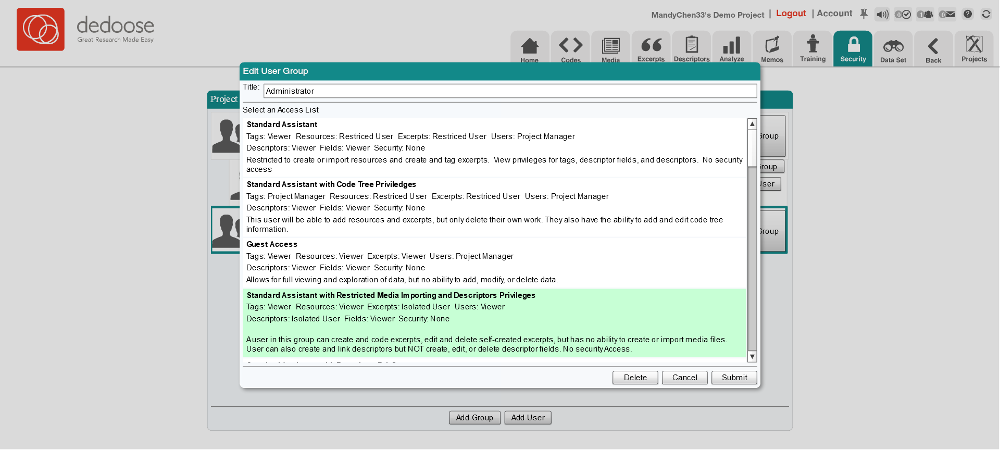 dedoose
Great Research Made Easy
MandyChen33's Demo Project | Logout | Account
Home Codes Media Excerpts Descriptors Analyze Memos Training Security Data Set Back Projects
Project
Edit User Group
Title: Administrator
Select an Access List
Standard Assistant
Tags: Viewer Resources: Restriced User Excerpts: Restriced User Users: Project Manager
Descriptors: Viewer Fields: Viewer Security: None
Restricted to create or import resources and create and tag excerpts. View privileges for tags, descriptor fields, and descriptors. No security
access
Standard Assistant with Code Tree Priviledges
Tags: Project Manager Resources: Restriced User Excerpts: Restriced User Users: Project Manager
Descriptors: Viewer Fields: Viewer Security: None
This user will be able to add resources and excerpts, but only delete their own work. They also have the ability to add and edit code tree
information.
Guest Access
Tags: Viewer Resources: Viewer Excerpts: Viewer Users: Project Manager
Descriptors: Viewer Fields: Viewer Security: None
Allows for full viewing and exploration of data, but no ability to add, modify, or delete data
Standard Assistant with Restricted Media Importing and Descriptors Privileges
Tags: Viewer Resources: Viewer Excerpts: Isolated User Users: Viewer
Descriptors: Isolated User Fields: Viewer Security: None
A user in this group can create and code excerpts, edit and delete self-created excerpts, but has no ability to create or import media files.
User can also create and link descriptors but NOT create, edit, or delete descriptor fields. No security Access.
Group
Group
User
Group
Delete Cancel Submit
Add Group Add User